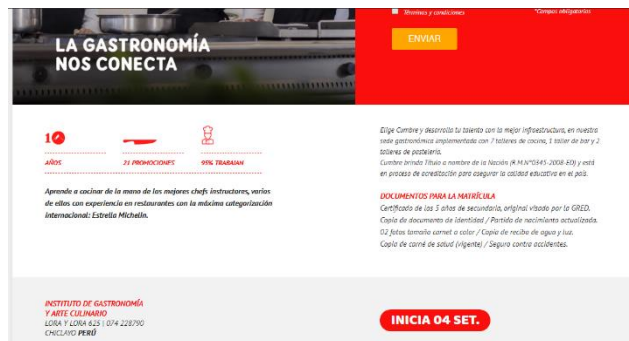 Términos y condiciones
*Campos obligatorios
ENVIAR
LA GASTRONOMÍA
NOS CONECTA
10
AÑOS
21 PROMOCIONES
95% TRABAJAN
Aprende a cocinar de la mano de los mejores chefs instructores, varios
de ellos con experiencia en restaurantes con la máxima categorización
internacional: Estrella Michelin.
Elige Cumbre y desarrolla tu talento con la mejor infraestructura, en nuestra
sede gastronómica implementada con 7 talleres de cocina, 1 taller de bar y 2
talleres de pastelería.
Cumbre brinda Título a nombre de la Nación (R.M.Nº0345-2008-ED) y está
en proceso de acreditación para asegurar la calidad educativa en el país.
DOCUMENTOS PARA LA MATRÍCULA
Certificado de los 5 años de secundaria, original visado por la GRED.
Copia de documento de identidad / Partida de nacimiento actualizada.
02 fotos tamaño carnet a color / Copia de recibo de agua y luz.
Copia de carné de salud (vigente) / Seguro contra accidentes.
INSTITUTO DE GASTRONOMÍA
Y ARTE CULINARIO
LORA Y LORA 625 | 074 228790
CHICLAYO PERÚ
INICIA 04 SET.